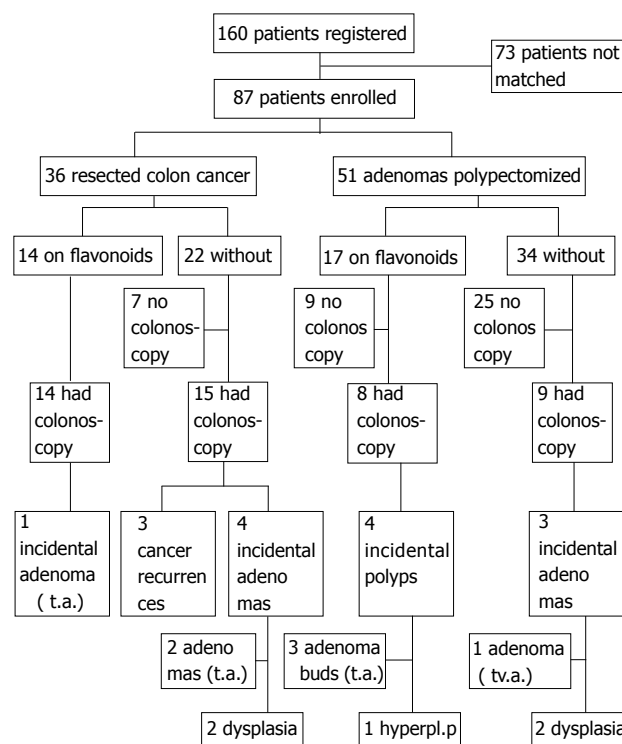 160 patients registered
73 patients not
matched
87 patients enrolled
36 resected colon cancer
51 adenomas polypectomized
14 on flavonoids
22 without
17 on flavonoids
34 without
7 no
colonos-
copy
9 no
colonos
copy
25 no
colonos
copy
14 had
colonos-
copy
15 had
colonos-
copy
8 had
colonos-
copy
9 had
colonos-
copy
1
incidental
adenoma
( t.a.)
3
cancer
recurren
ces
4
incidental
adeno
mas
4
incidental
polyps
3
incidental
adeno
mas
2 adeno
mas (t.a.)
3 adenoma
buds (t.a.)
1 adenoma
( tv.a.)
2 dysplasia
1 hyperpl.p
2 dysplasia